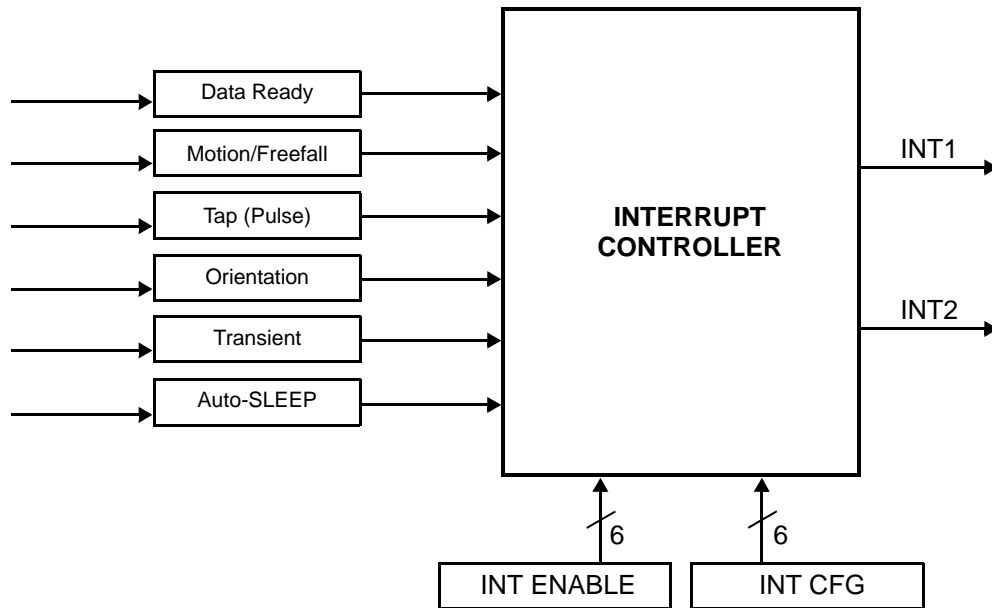 Data Ready
Motion/Freefall
Tap (Pulse)
Orientation
Transient
Auto-SLEEP
INTERRUPT
CONTROLLER
INT1
INT2
6
6
INT ENABLE
INT CFG